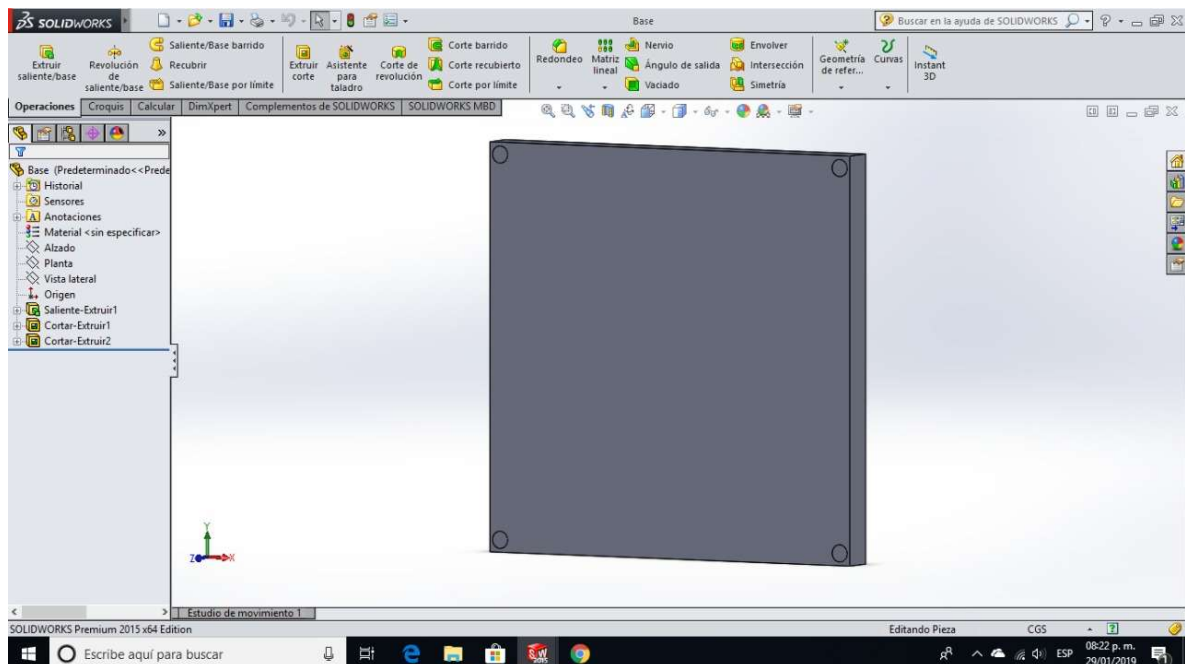 SOLIDWORKS
Base
Buscar en la ayuda de SOLIDWORKS
Extruir saliente/base
Revolución de saliente/base
Saliente/Base barrido
Recubrir
Saliente/Base por límite
Extruir corte
Asistente para taladro
Corte de revolución
Corte barrido
Corte recubierto
Corte por límite
Redondeo
Matriz lineal
Nervio
Ángulo de salida
Vaciado
Envolver
Intersección
Simetría
Geometría de refer...
Curvas
Instant 3D
Operaciones Croquis Calcular DimXpert Complementos de SOLIDWORKS SOLIDWORKS MBD
Base (Predeterminado<<Prede
Historial
Sensores
Anotaciones
Material <sin especificar>
Alzado
Planta
Vista lateral
Origen
Saliente-Extruir1
Cortar-Extruir1
Cortar-Extruir2
Y
Z X
Estudio de movimiento 1
SOLIDWORKS Premium 2015 x64 Edition
Editando Pieza
CGS
Escribe aquí para buscar
ESP
08:22 p. m.
29/01/2019